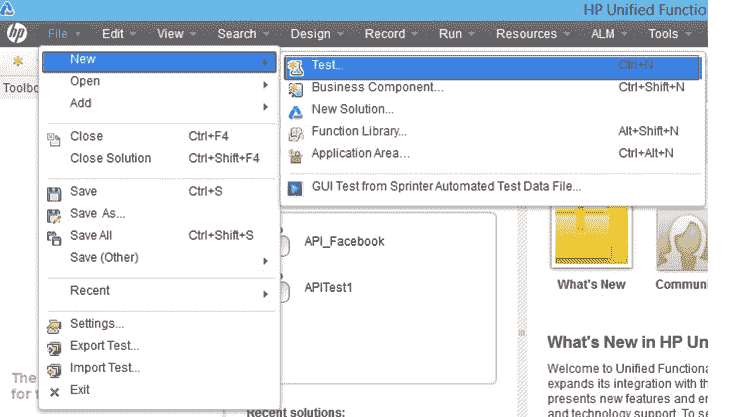 HP Unified Functio
hp File Edit View Search Design Record Run Resources ALM Tools
Toolbo
New
Open
Add
Close Ctrl+F4
Close Solution Ctrl+Shift+F4
Save Ctrl+S
Save As...
Save All Ctrl+Shift+S
Save (Other)
Recent
Settings...
Export Test...
Import Test...
Exit
Test... Ctrl+N
Business Component... Ctrl+Shift+N
New Solution...
Function Library... Alt+Shift+N
Application Area... Ctrl+Alt+N
GUI Test from Sprinter Automated Test Data File...
API_Facebook
APITest1
The
for t
Recent solutions:
What's New Communi
What's New in HP Un
Welcome to Unified Functiona
expands its integration with th
presents new features and en
and technology support. To se